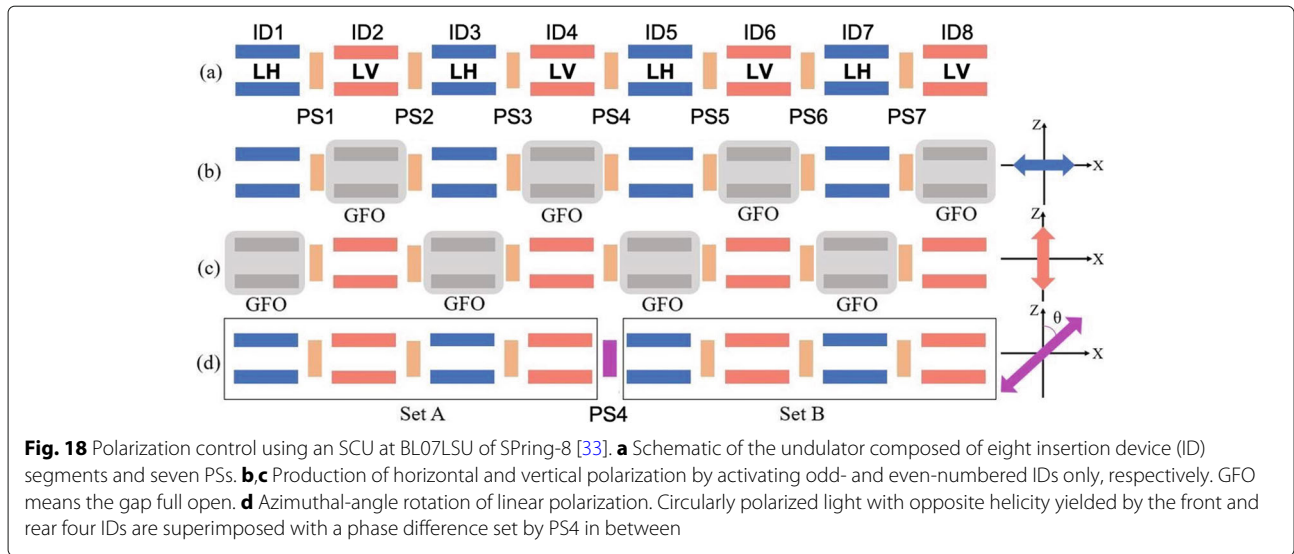 ID1 ID2 ID3 ID4 ID5 ID6 ID7 ID8
(a) LH LV LH LV LH LV LH LV
PS1 PS2 PS3 PS4 PS5 PS6 PS7
Z
(b) X
GFO GFO GFO GFO
Z
(c) X
GFO GFO GFO GFO
Z
θ
(d) X
Set A PS4 Set B
Fig. 18 Polarization control using an SCU at BL07LSU of SPring-8 [33]. a Schematic of the undulator composed of eight insertion device (ID)
segments and seven PSs. b,c Production of horizontal and vertical polarization by activating odd- and even-numbered IDs only, respectively. GFO
means the gap full open. d Azimuthal-angle rotation of linear polarization. Circularly polarized light with opposite helicity yielded by the front and
rear four IDs are superimposed with a phase difference set by PS4 in between